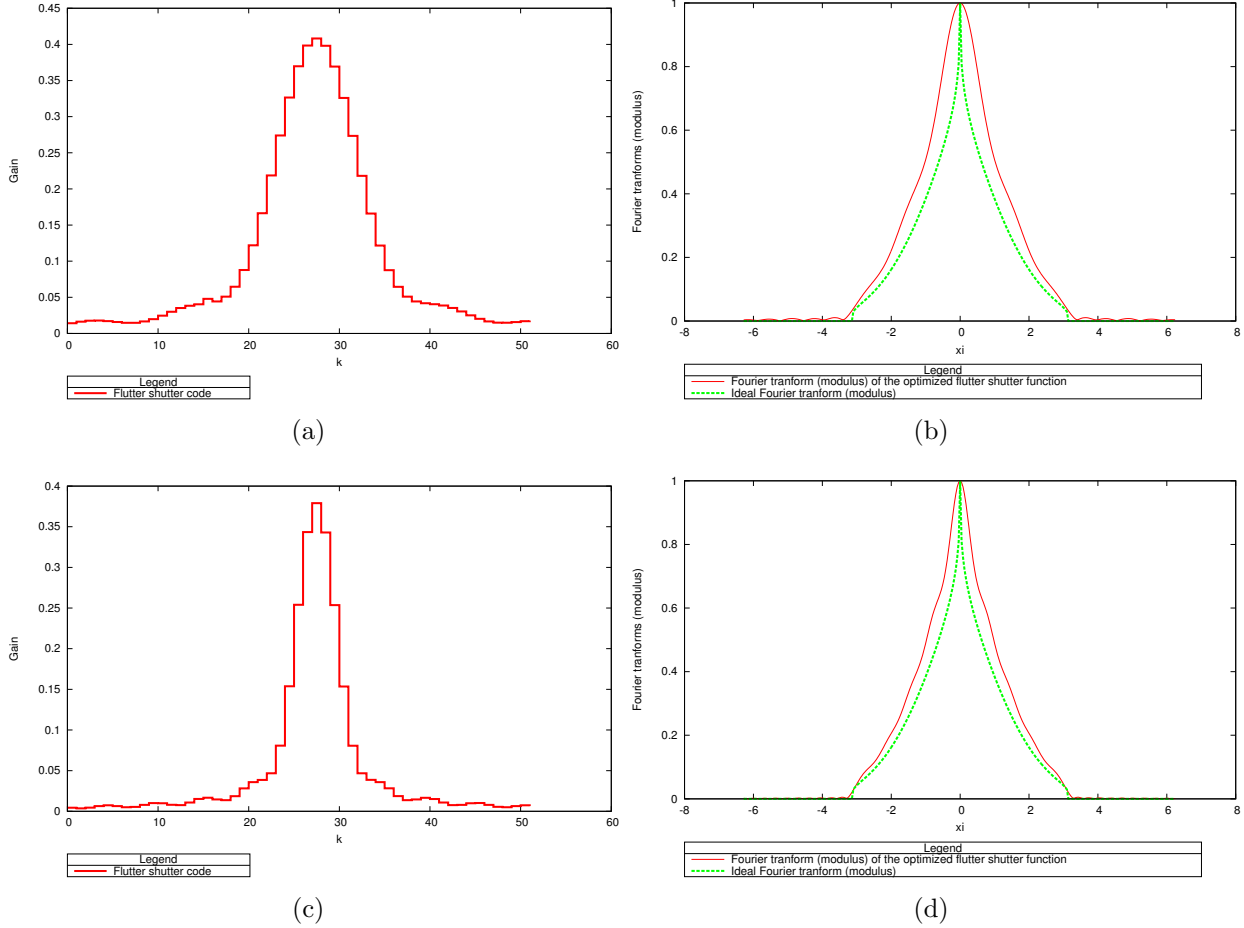 0.45
0.4
0.35
0.3
0.25
0.2
0.15
0.1
0.05
0
Gain
0 10 20 30 40 50 60
k
Legend
Flutter shutter code
(a)
1
0.8
0.6
0.4
0.2
0
Fourier tranforms (modulus)
-8 -6 -4 -2 0 2 4 6 8
xi
Legend
Fourier tranform (modulus) of the optimized flutter shutter function
Ideal Fourier tranform (modulus)
(b)
0.4
0.35
0.3
0.25
0.2
0.15
0.1
0.05
0
Gain
0 10 20 30 40 50 60
k
Legend
Flutter shutter code
(c)
1
0.8
0.6
0.4
0.2
0
Fourier tranforms (modulus)
-8 -6 -4 -2 0 2 4 6 8
xi
Legend
Fourier tranform (modulus) of the optimized flutter shutter function
Ideal Fourier tranform (modulus)
(d)